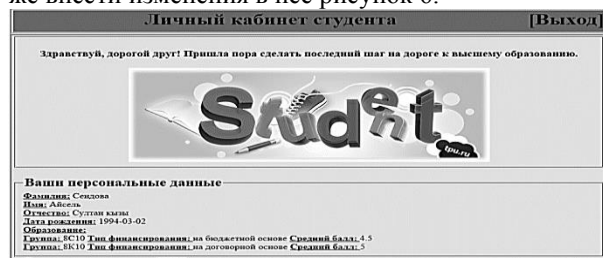 же внести изменения в нее рисунок 6.
Личный кабинет студента [Выход]
Здравствуй, дорогой друг! Пришла пора сделать последний шаг на дороге к высшему образованию.
Student
tpu.ru
Ваши персональные данные
Фамилия: Сеидова
Имя: Айсель
Отчество: Султан кызы
Дата рождения: 1994-03-02
Образование:
Группа: 8С10 Тип финансирования: на бюджетной основе Средний балл: 4.5
Группа: 8К10 Тип финансирования: на договорной основе Средний балл: 5